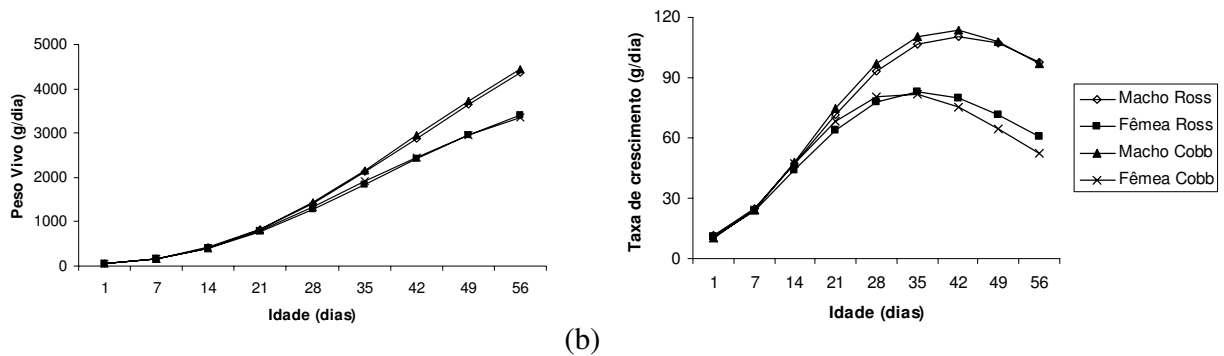 5000
4000
3000
2000
1000
0
Peso Vivo (g/dia)
1 7 14 21 28 35 42 49 56
Idade (dias)
(b)
120
90
60
30
0
Taxa de crescimento (g/dia)
1 7 14 21 28 35 42 49 56
Idade (dias)
Macho Ross
Fêmea Ross
Macho Cobb
Fêmea Cobb